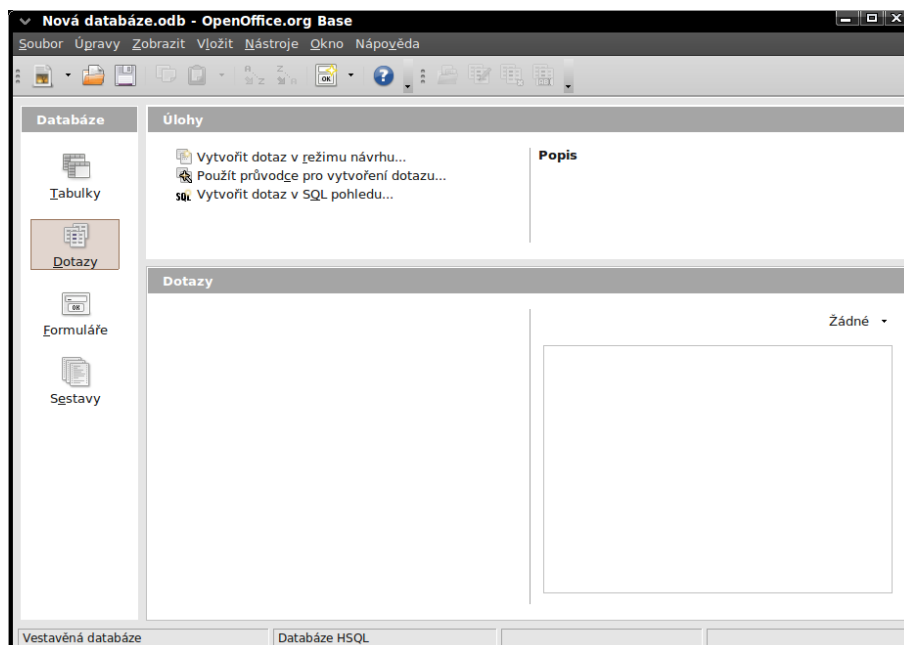 Nová databáze.odb - OpenOffice.org Base
Soubor Úpravy Zobrazit Vložit Nástroje Okno Nápověda
Databáze
Tabulky
Dotazy
Formuláře
Sestavy
Úlohy
Vytvořit dotaz v režimu návrhu...
Použít průvodce pro vytvoření dotazu...
SQL Vytvořit dotaz v SQL pohledu...
Popis
Dotazy
Žádné
Vestavěná databáze
Databáze HSQL